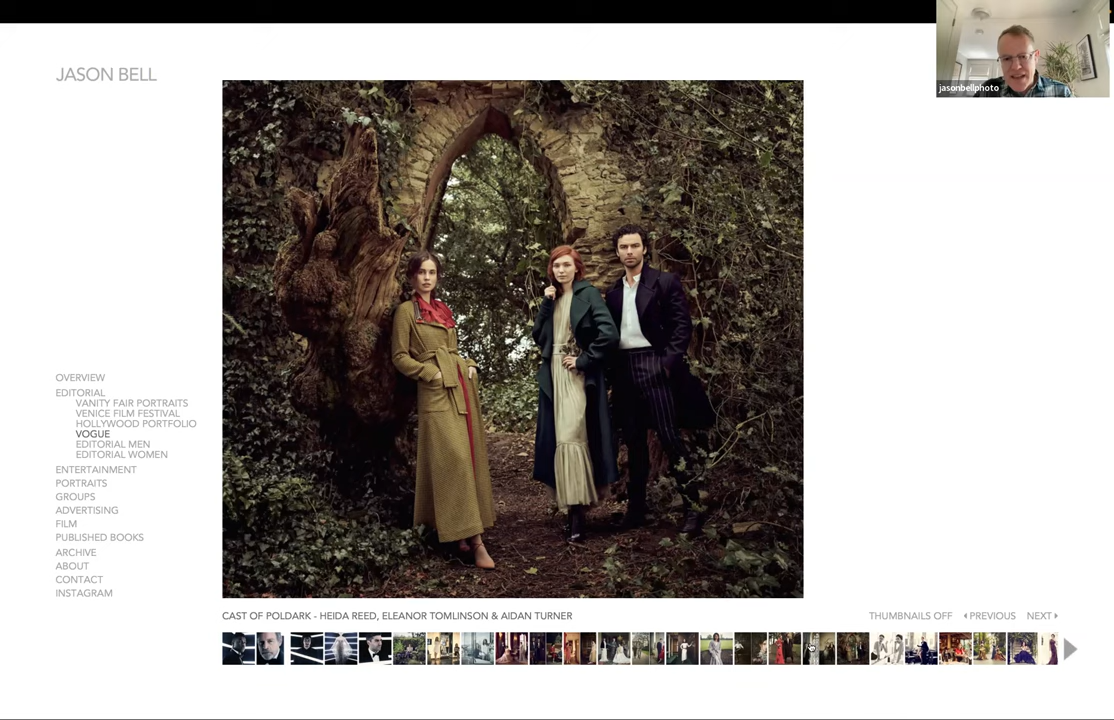 jasonbellphoto
JASON BELL
OVERVIEW
EDITORIAL
VANITY FAIR PORTRAITS
VENICE FILM FESTIVAL
HOLLYWOOD PORTFOLIO
VOGUE
EDITORIAL MEN
EDITORIAL WOMEN
ENTERTAINMENT
PORTRAITS
GROUPS
ADVERTISING
FILM
PUBLISHED BOOKS
ARCHIVE
ABOUT
CONTACT
INSTAGRAM
CAST OF POLDARK - HEIDA REED, ELEANOR TOMLINSON & AIDAN TURNER
THUMBNAILS OFF PREVIOUS NEXT